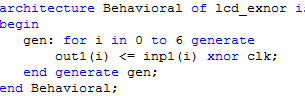 architecture Behavioral of lcd_exnor i
begin
gen: for i in 0 to 6 generate
out1(i) <= inp1(i) xnor clk;
end generate gen;
end Behavioral;